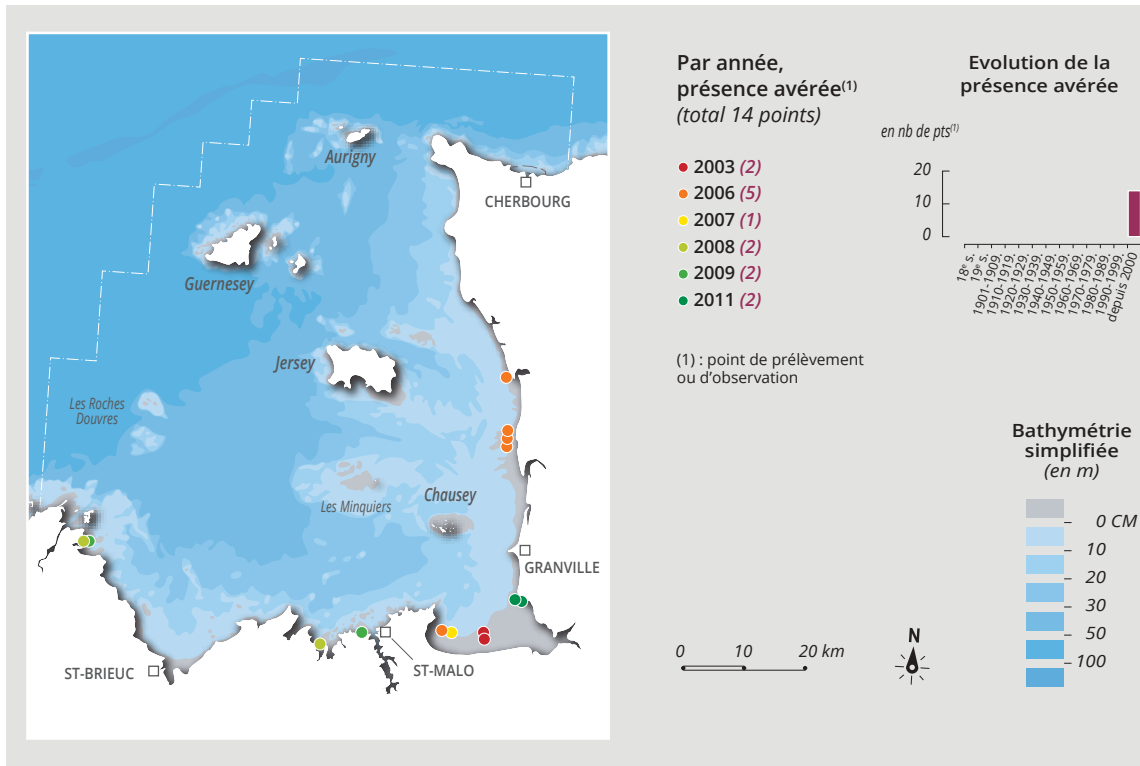 Aurigny
CHERBOURG
Guernesey
Jersey
Les Roches
Douvres
Les Minquiers
Chausey
GRANVILLE
ST-BRIEUC
ST-MALO
Par année,
présence avérée(1)
(total 14 points)
2003 (2)
2006 (5)
2007 (1)
2008 (2)
2009 (2)
2011 (2)
(1) : point de prélèvement
ou d'observation
Evolution de la
présence avérée
en nb de pts(1)
20
10
0
18e s.
19e s.
1901-1909.
1910-1919.
1920-1929.
1930-1939.
1940-1949.
1950-1959.
1960-1969.
1970-1979.
1980-1989.
1990-1999.
depuis 2000
Bathymétrie
simplifiée
(en m)
0 CM
10
20
30
50
100
0 10 20 km
N